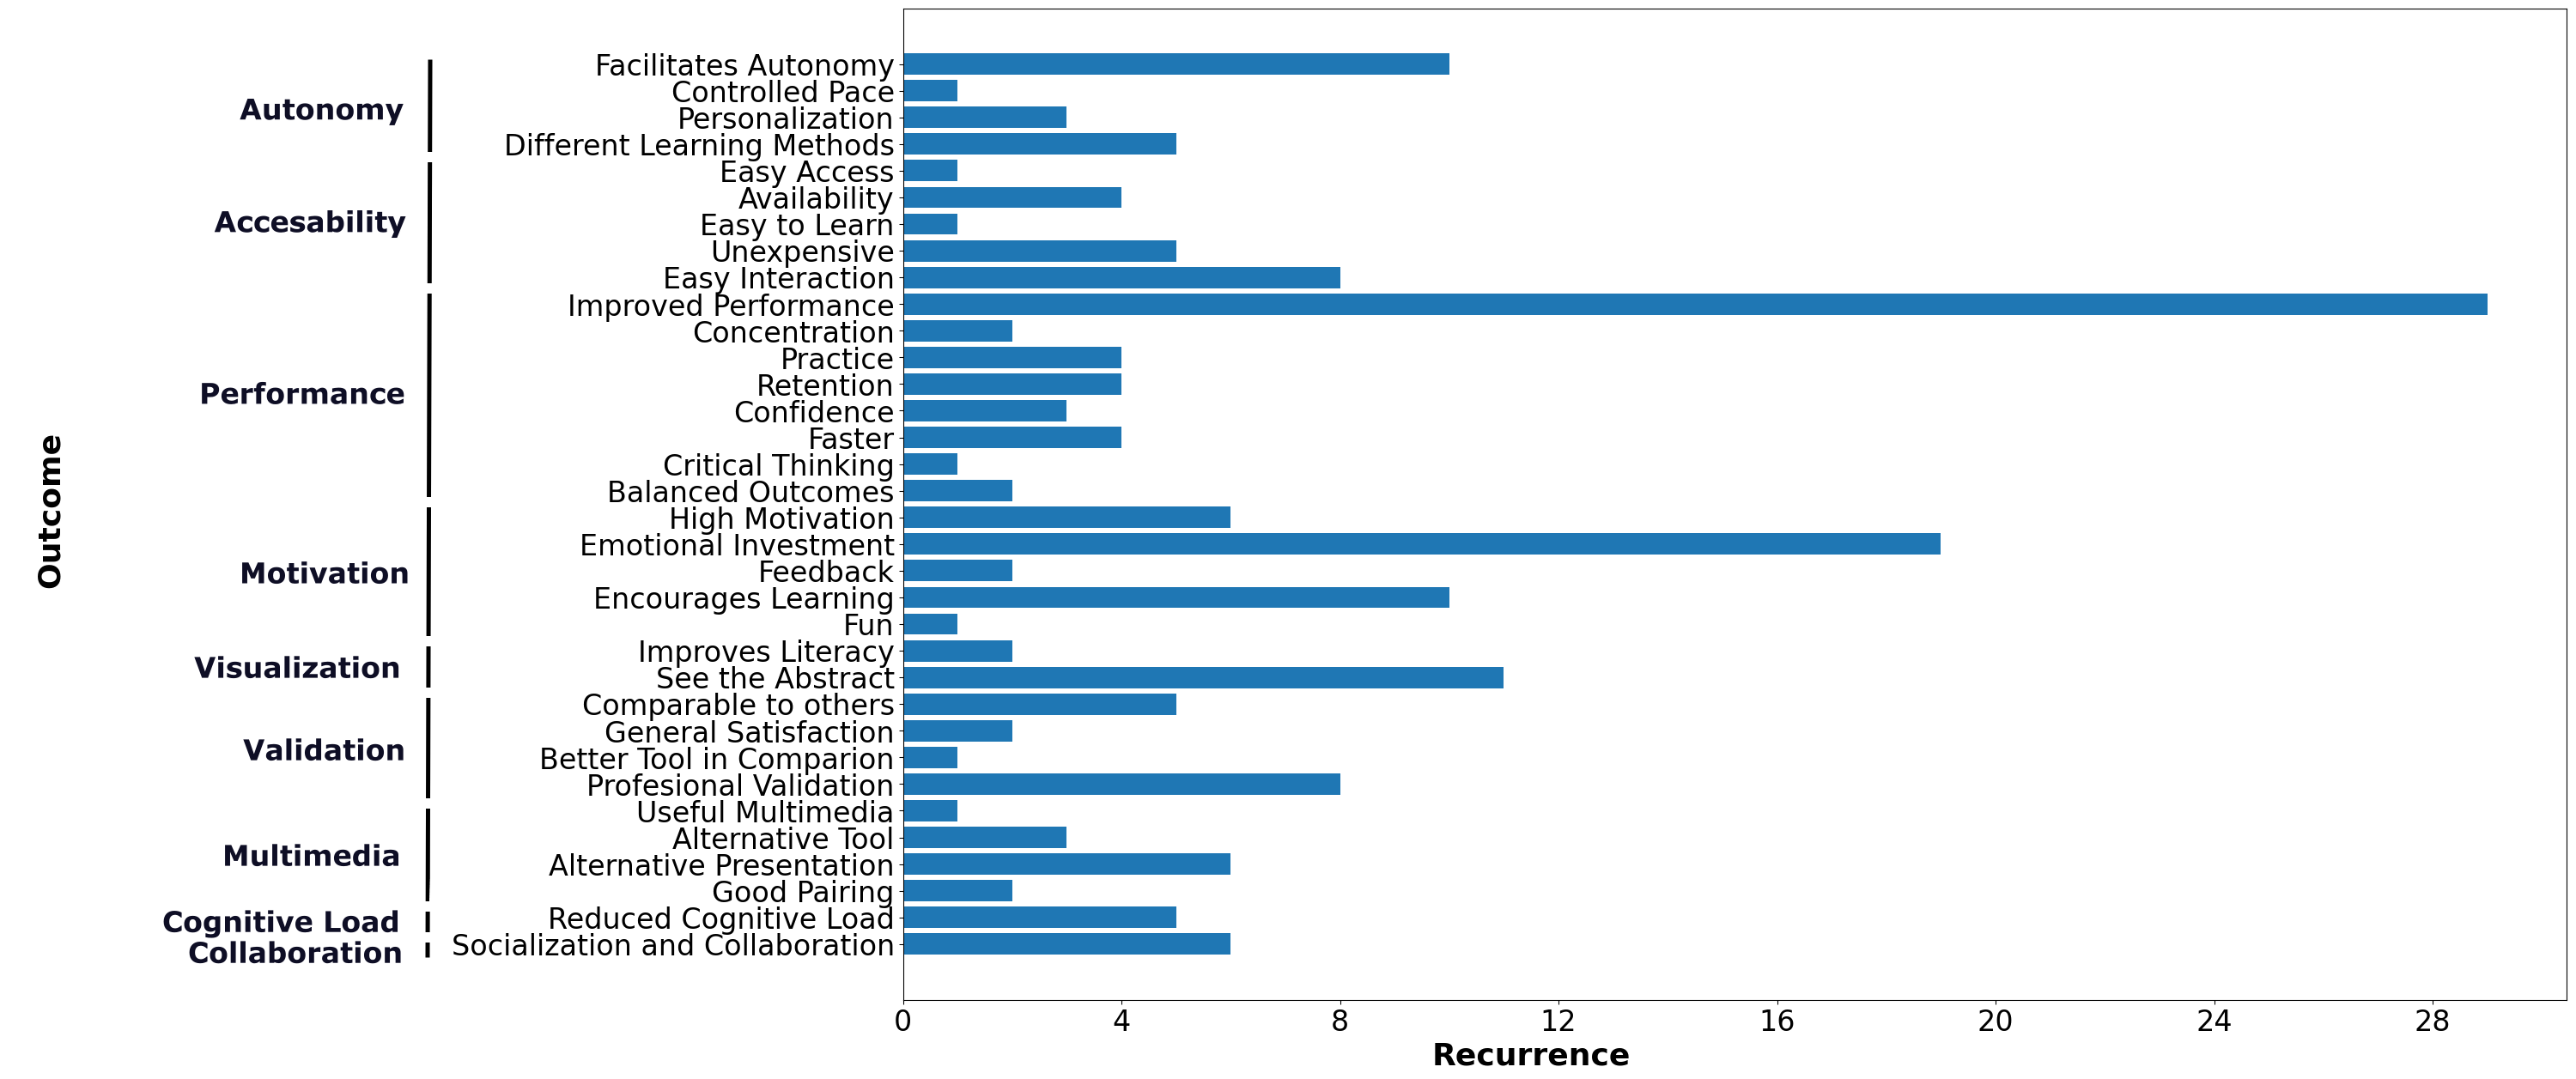 Outcome
Autonomy
Facilitates Autonomy
Controlled Pace
Personalization
Different Learning Methods
Accesability
Easy Access
Availability
Easy to Learn
Unexpensive
Easy Interaction
Performance
Improved Performance
Concentration
Practice
Retention
Confidence
Faster
Critical Thinking
Balanced Outcomes
Motivation
High Motivation
Emotional Investment
Feedback
Encourages Learning
Fun
Visualization
Improves Literacy
See the Abstract
Validation
Comparable to others
General Satisfaction
Better Tool in Comparion
Profesional Validation
Multimedia
Useful Multimedia
Alternative Tool
Alternative Presentation
Good Pairing
Cognitive Load
Reduced Cognitive Load
Collaboration
Socialization and Collaboration
0 4 8 12 16 20 24 28
Recurrence